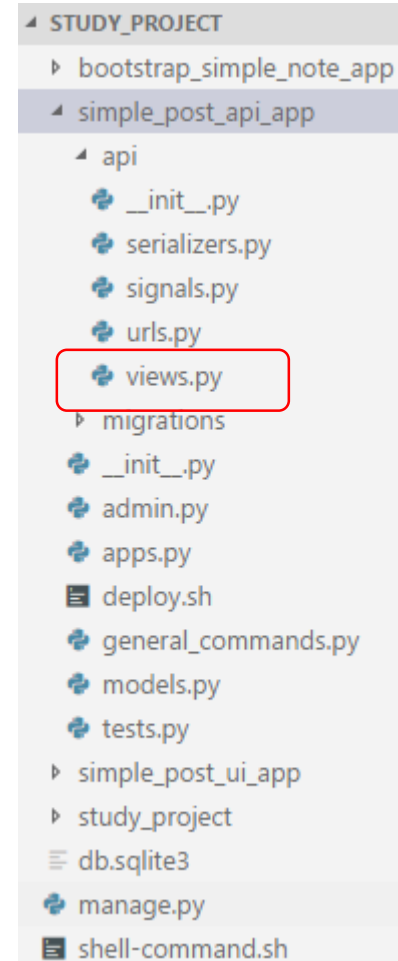 STUDY_PROJECT
bootstrap_simple_note_app
simple_post_api_app
api
__init__.py
serializers.py
signals.py
urls.py
views.py
migrations
__init__.py
admin.py
apps.py
deploy.sh
general_commands.py
models.py
tests.py
simple_post_ui_app
study_project
db.sqlite3
manage.py
shell-command.sh